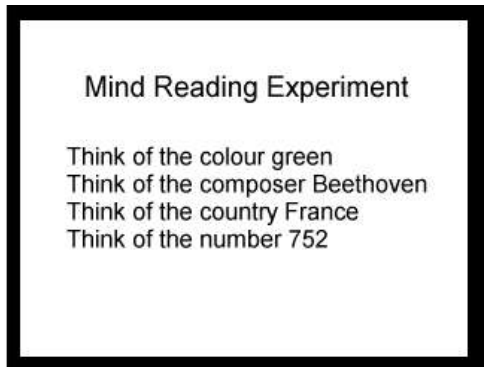 Mind Reading Experiment
Think of the colour green
Think of the composer Beethoven
Think of the country France
Think of the number 752